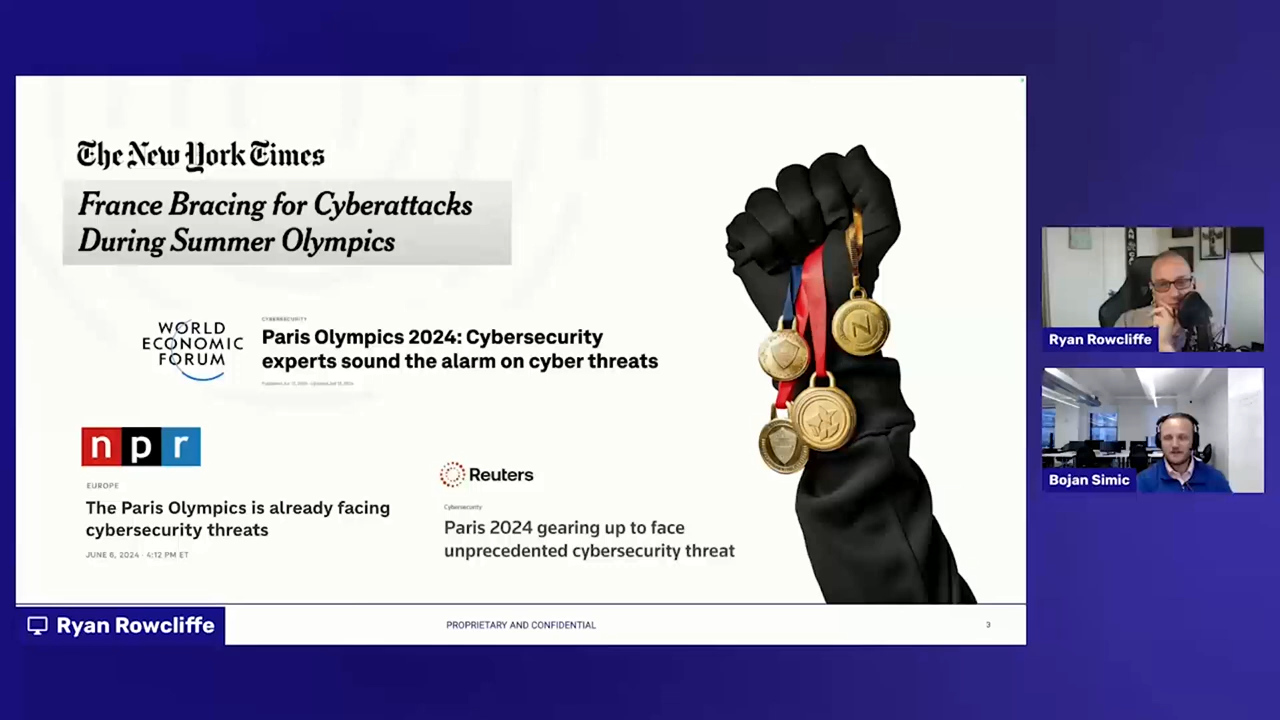 The New York Times
France Bracing for Cyberattacks
During Summer Olympics
WORLD
ECONOMIC
FORUM
CYBERSECURITY
Paris Olympics 2024: Cybersecurity
experts sound the alarm on cyber threats
npr
EUROPE
The Paris Olympics is already facing
cybersecurity threats
JUNE 6, 2024 · 4:12 PM ET
Reuters
Cybersecurity
Paris 2024 gearing up to face
unprecedented cybersecurity threat
N
Ryan Rowcliffe
PROPRIETARY AND CONFIDENTIAL
3
Ryan Rowcliffe
Bojan Simic